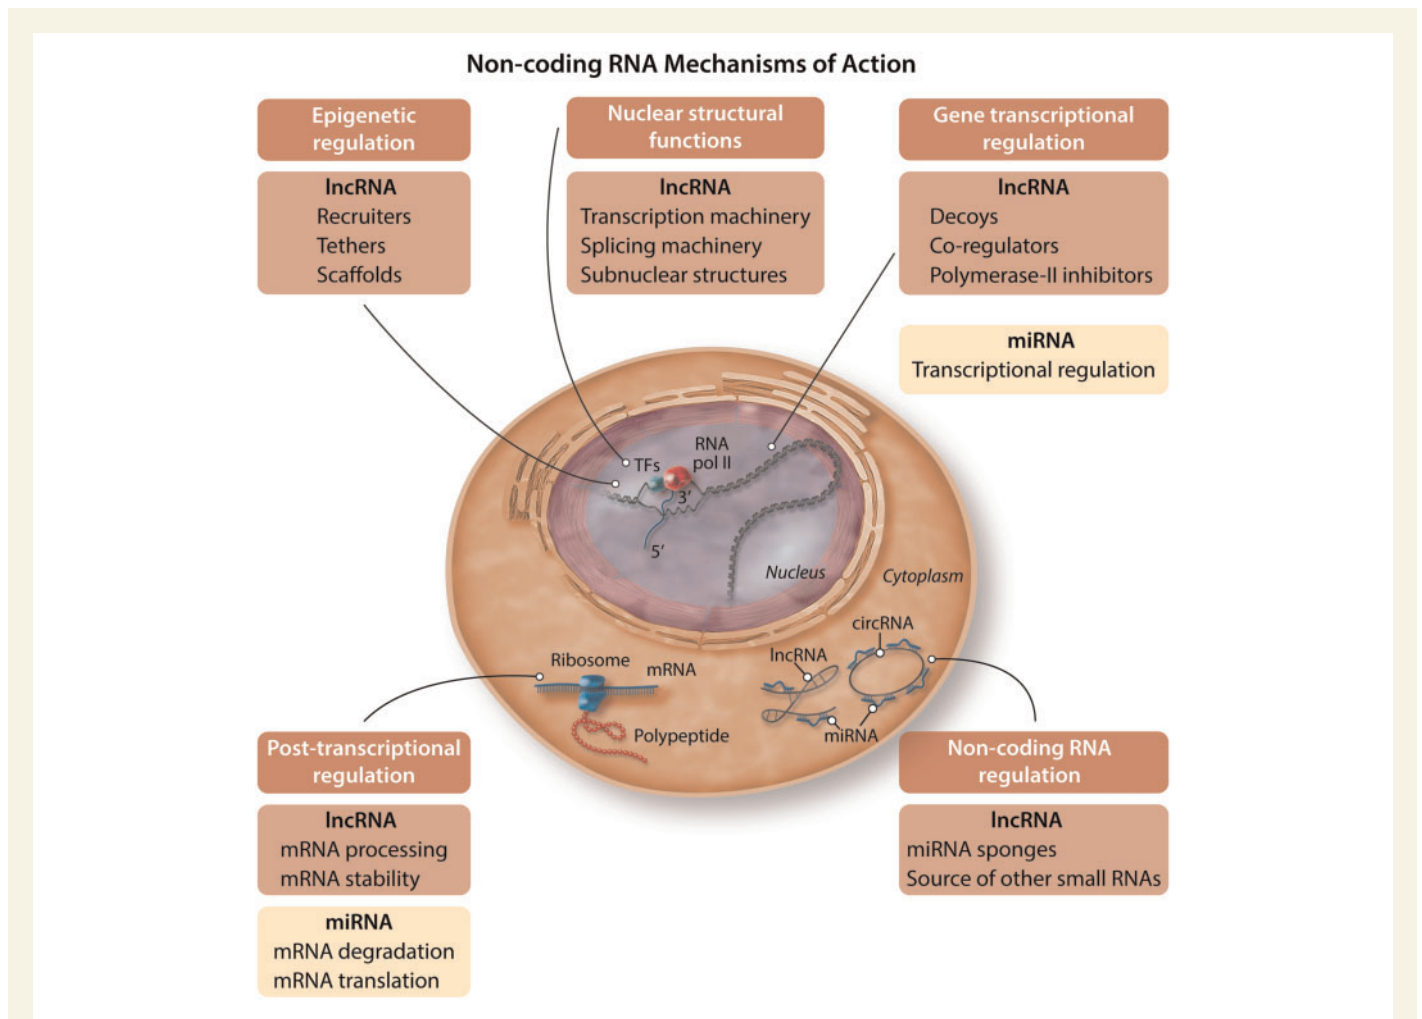 Non-coding RNA Mechanisms of Action
Epigenetic
regulation
lncRNA
Recruiters
Tethers
Scaffolds
Nuclear structural
functions
lncRNA
Transcription machinery
Splicing machinery
Subnuclear structures
Gene transcriptional
regulation
lncRNA
Decoys
Co-regulators
Polymerase-II inhibitors
miRNA
Transcriptional regulation
TFs
RNA
pol II
3′
5′
Nucleus
Cytoplasm
circRNA
lncRNA
miRNA
Ribosome
mRNA
Polypeptide
Post-transcriptional
regulation
lncRNA
mRNA processing
mRNA stability
miRNA
mRNA degradation
mRNA translation
Non-coding RNA
regulation
lncRNA
miRNA sponges
Source of other small RNAs